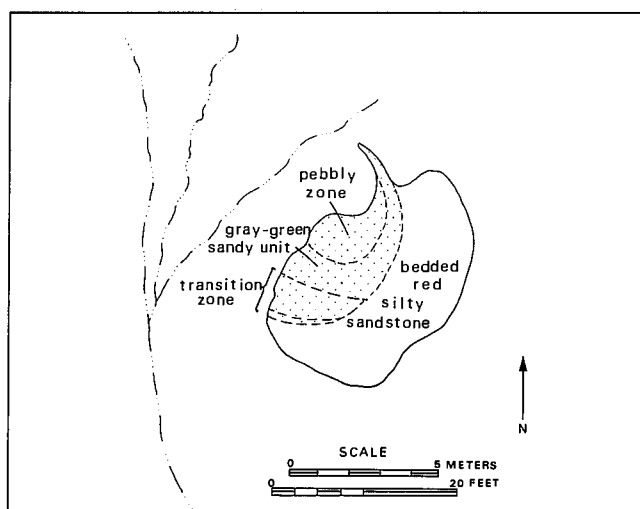 pebbly
zone
gray-green
sandy unit
transition
zone
bedded
red
silty
sandstone
N
SCALE
0 5 METERS
0 20 FEET